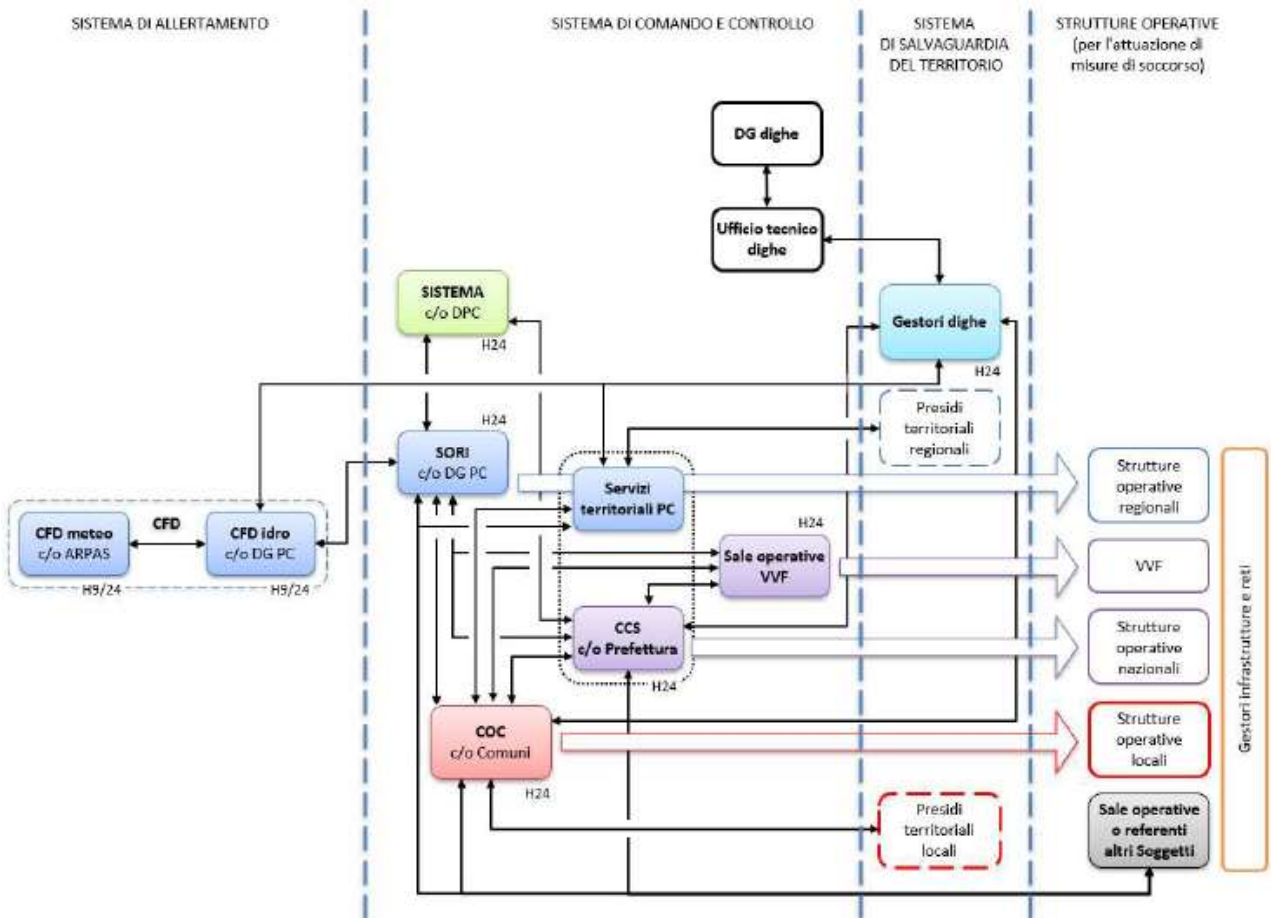 SISTEMA DI ALLERTAMENTO
SISTEMA DI COMANDO E CONTROLLO
SISTEMA
DI SALVAGUARDIA
DEL TERRITORIO
STRUTTURE OPERATIVE
(per l'attuazione di
misure di soccorso)
DG dighe
Ufficio tecnico
dighe
SISTEMA
c/o DPC
H24
Gestori dighe
H24
Presidi
territoriali
regionali
H24
SORI
c/o DG PC
Servizi
territoriali PC
Strutture
operative
regionali
CFD meteo
c/o ARPAS
CFD
CFD idro
c/o DG PC
H9/24
H9/24
H24
Sale operative
VVF
VVF
CCS
c/o Prefettura
H24
Strutture
operative
nazionali
COC
c/o Comuni
H24
Strutture
operative
locali
Presidi
territoriali
locali
Sale operative
o referenti
altri Soggetti
Gestori infrastrutture e reti